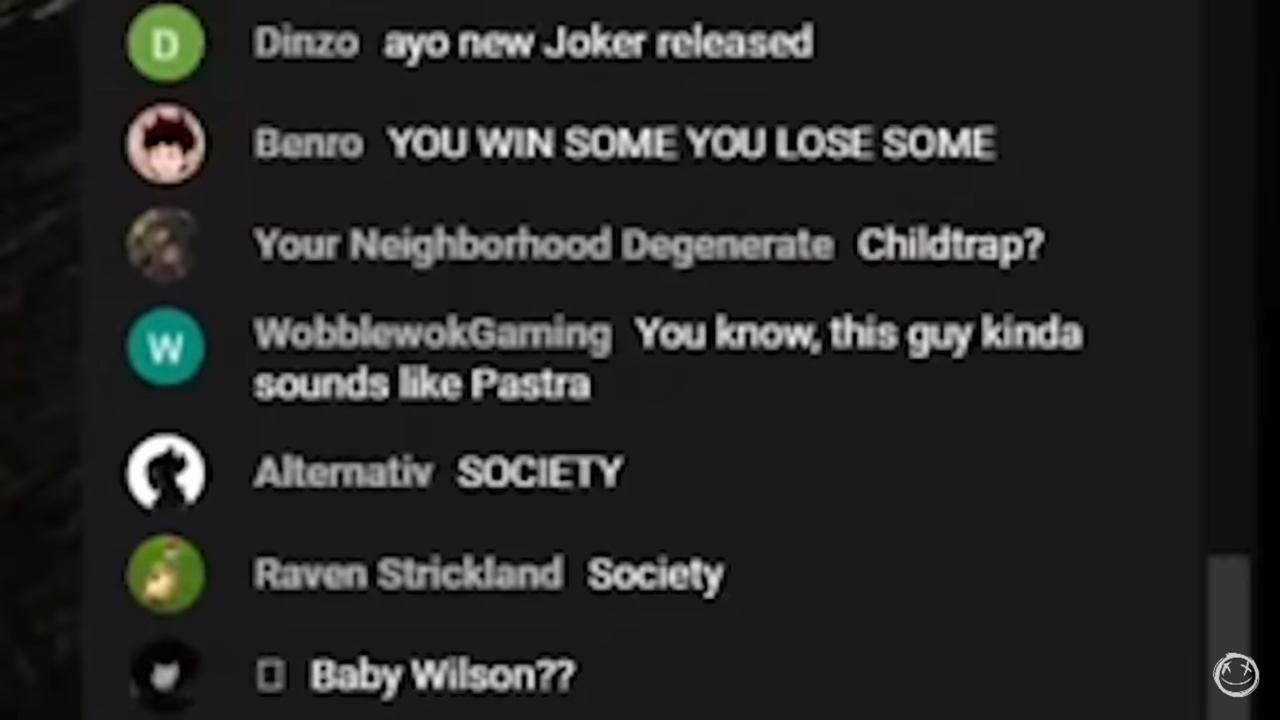 D Dinzo ayo new Joker released
Benro YOU WIN SOME YOU LOSE SOME
Your Neighborhood Degenerate Childtrap?
W WobblewokGaming You know, this guy kinda
sounds like Pastra
Alternativ SOCIETY
Raven Strickland Society
Baby Wilson??